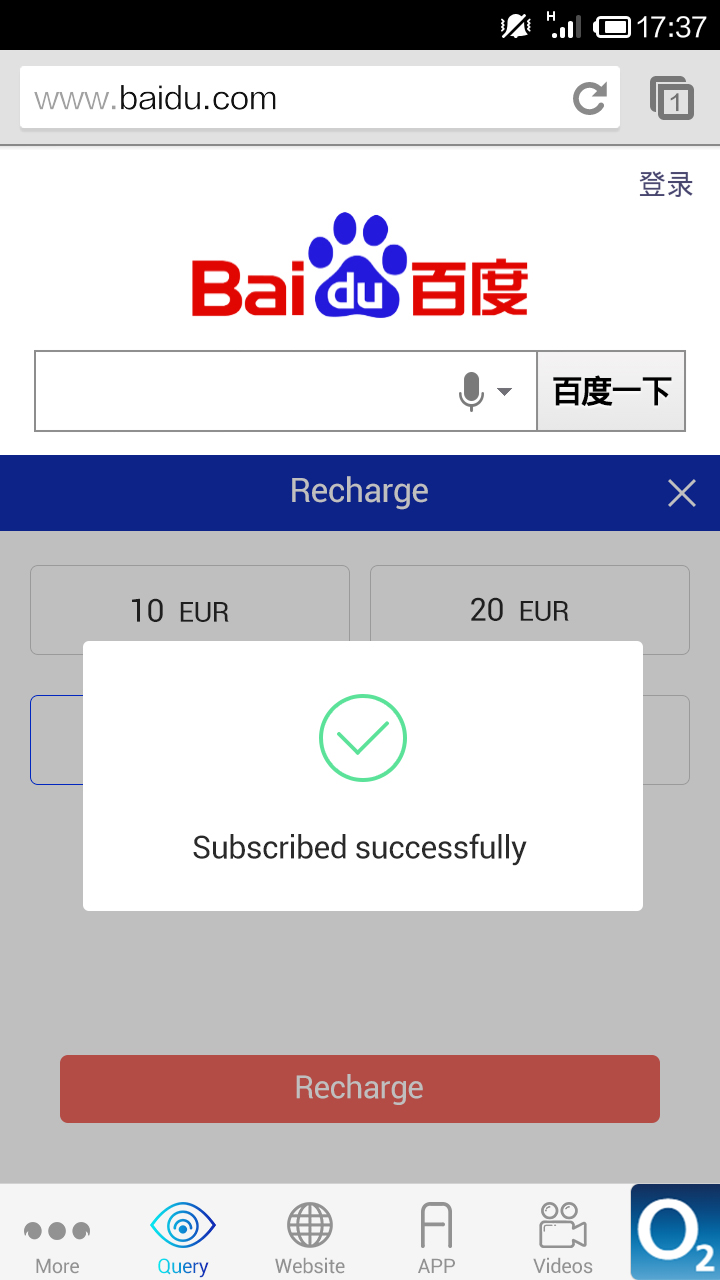 H 17:37
www.baidu.com
1
登录
Bai du 百度
百度一下
Recharge
10 EUR
20 EUR
Subscribed successfully
Recharge
More
Query
Website
APP
Videos
O2